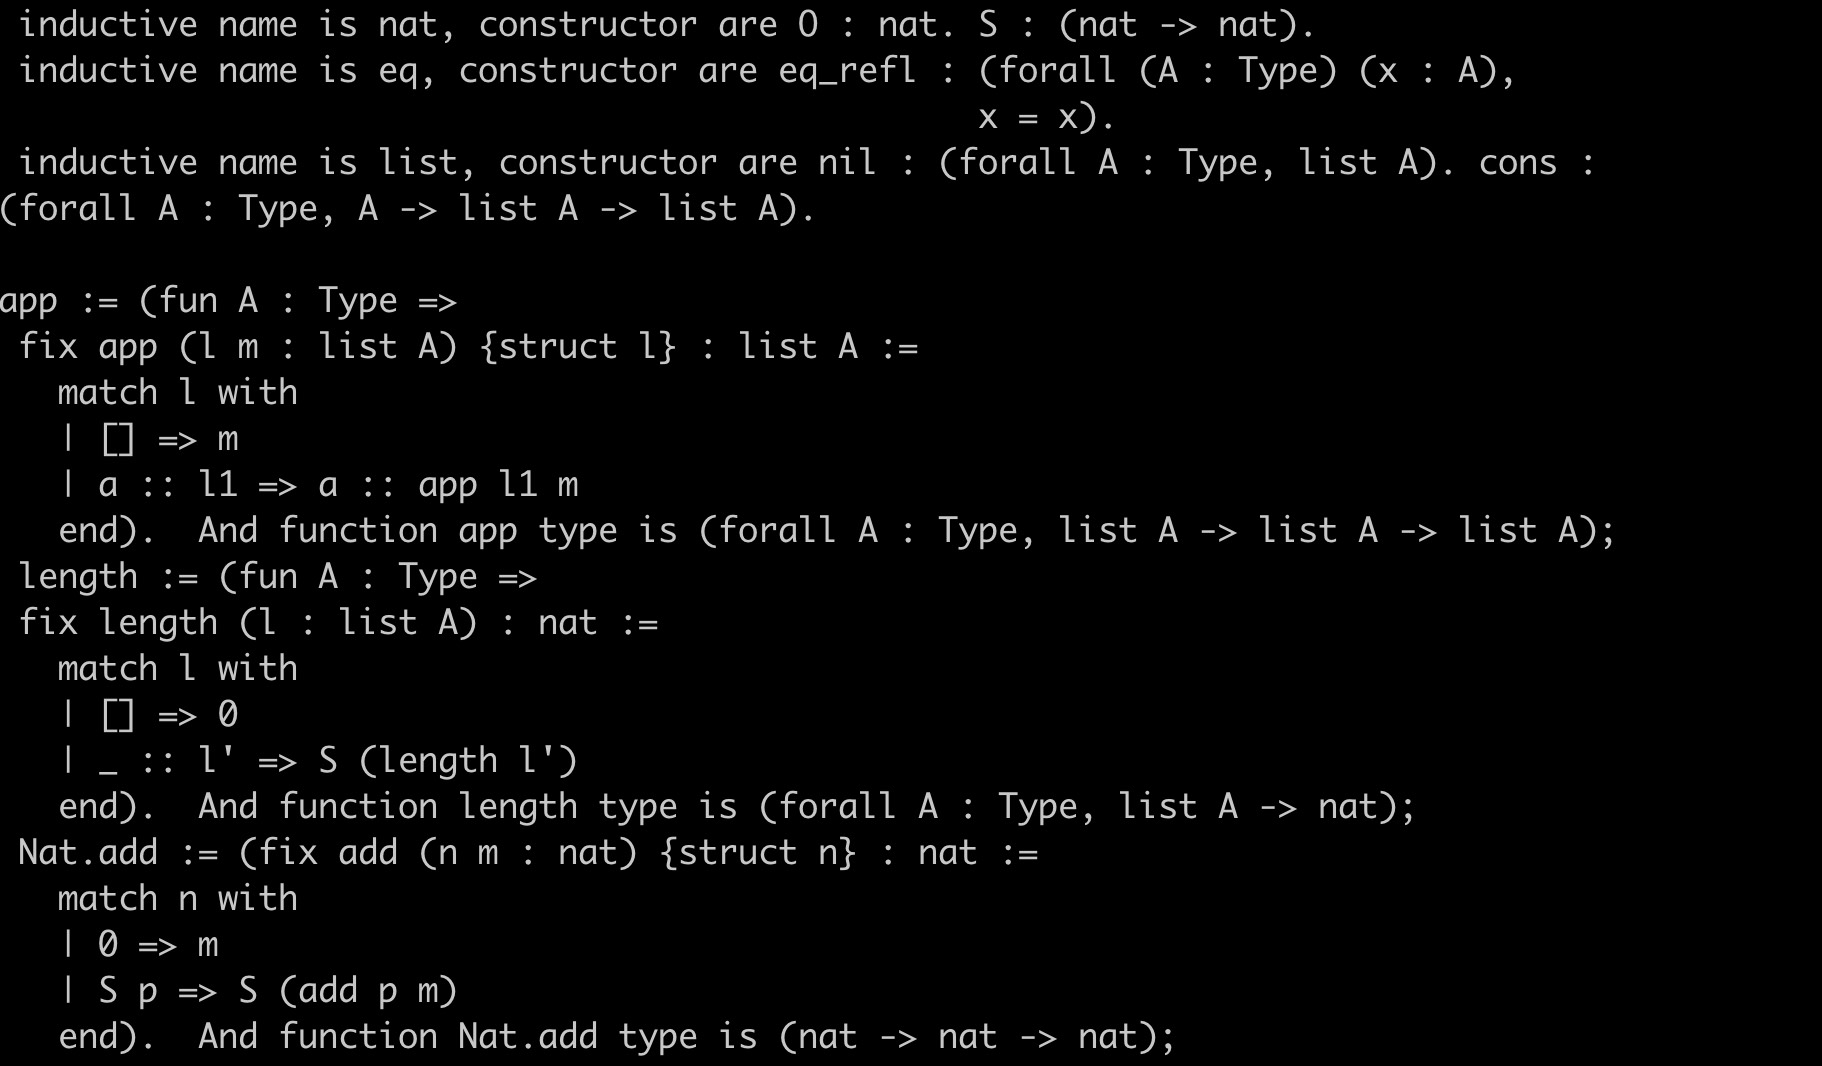 inductive name is nat, constructor are O : nat. S : (nat -> nat).
inductive name is eq, constructor are eq_refl : (forall (A : Type) (x : A),
x = x).
inductive name is list, constructor are nil : (forall A : Type, list A). cons :
(forall A : Type, A -> list A -> list A).
app := (fun A : Type =>
fix app (l m : list A) {struct l} : list A :=
match l with
| [] => m
| a :: l1 => a :: app l1 m
end).  And function app type is (forall A : Type, list A -> list A -> list A);
length := (fun A : Type =>
fix length (l : list A) : nat :=
match l with
| [] => 0
| _ :: l' => S (length l')
end).  And function length type is (forall A : Type, list A -> nat);
Nat.add := (fix add (n m : nat) {struct n} : nat :=
match n with
| 0 => m
| S p => S (add p m)
end).  And function Nat.add type is (nat -> nat -> nat);